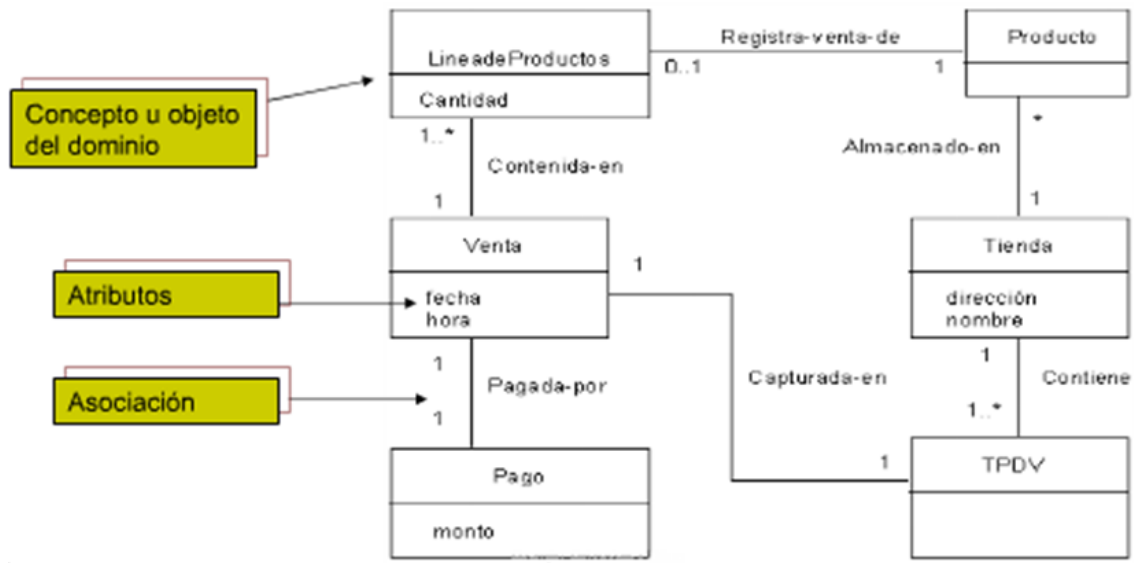 LineadeProductos
Cantidad
Registra-venta-de
0..1
1
Producto
Concepto u objeto
del dominio
1..*
Contenida-en
1
*
Almacenado-en
1
Venta
fecha
hora
1
Tienda
dirección
nombre
Atributos
1
Pagada-por
1
Asociación
Capturada-en
1
1
Contiene
1..*
Pago
monto
TPDV